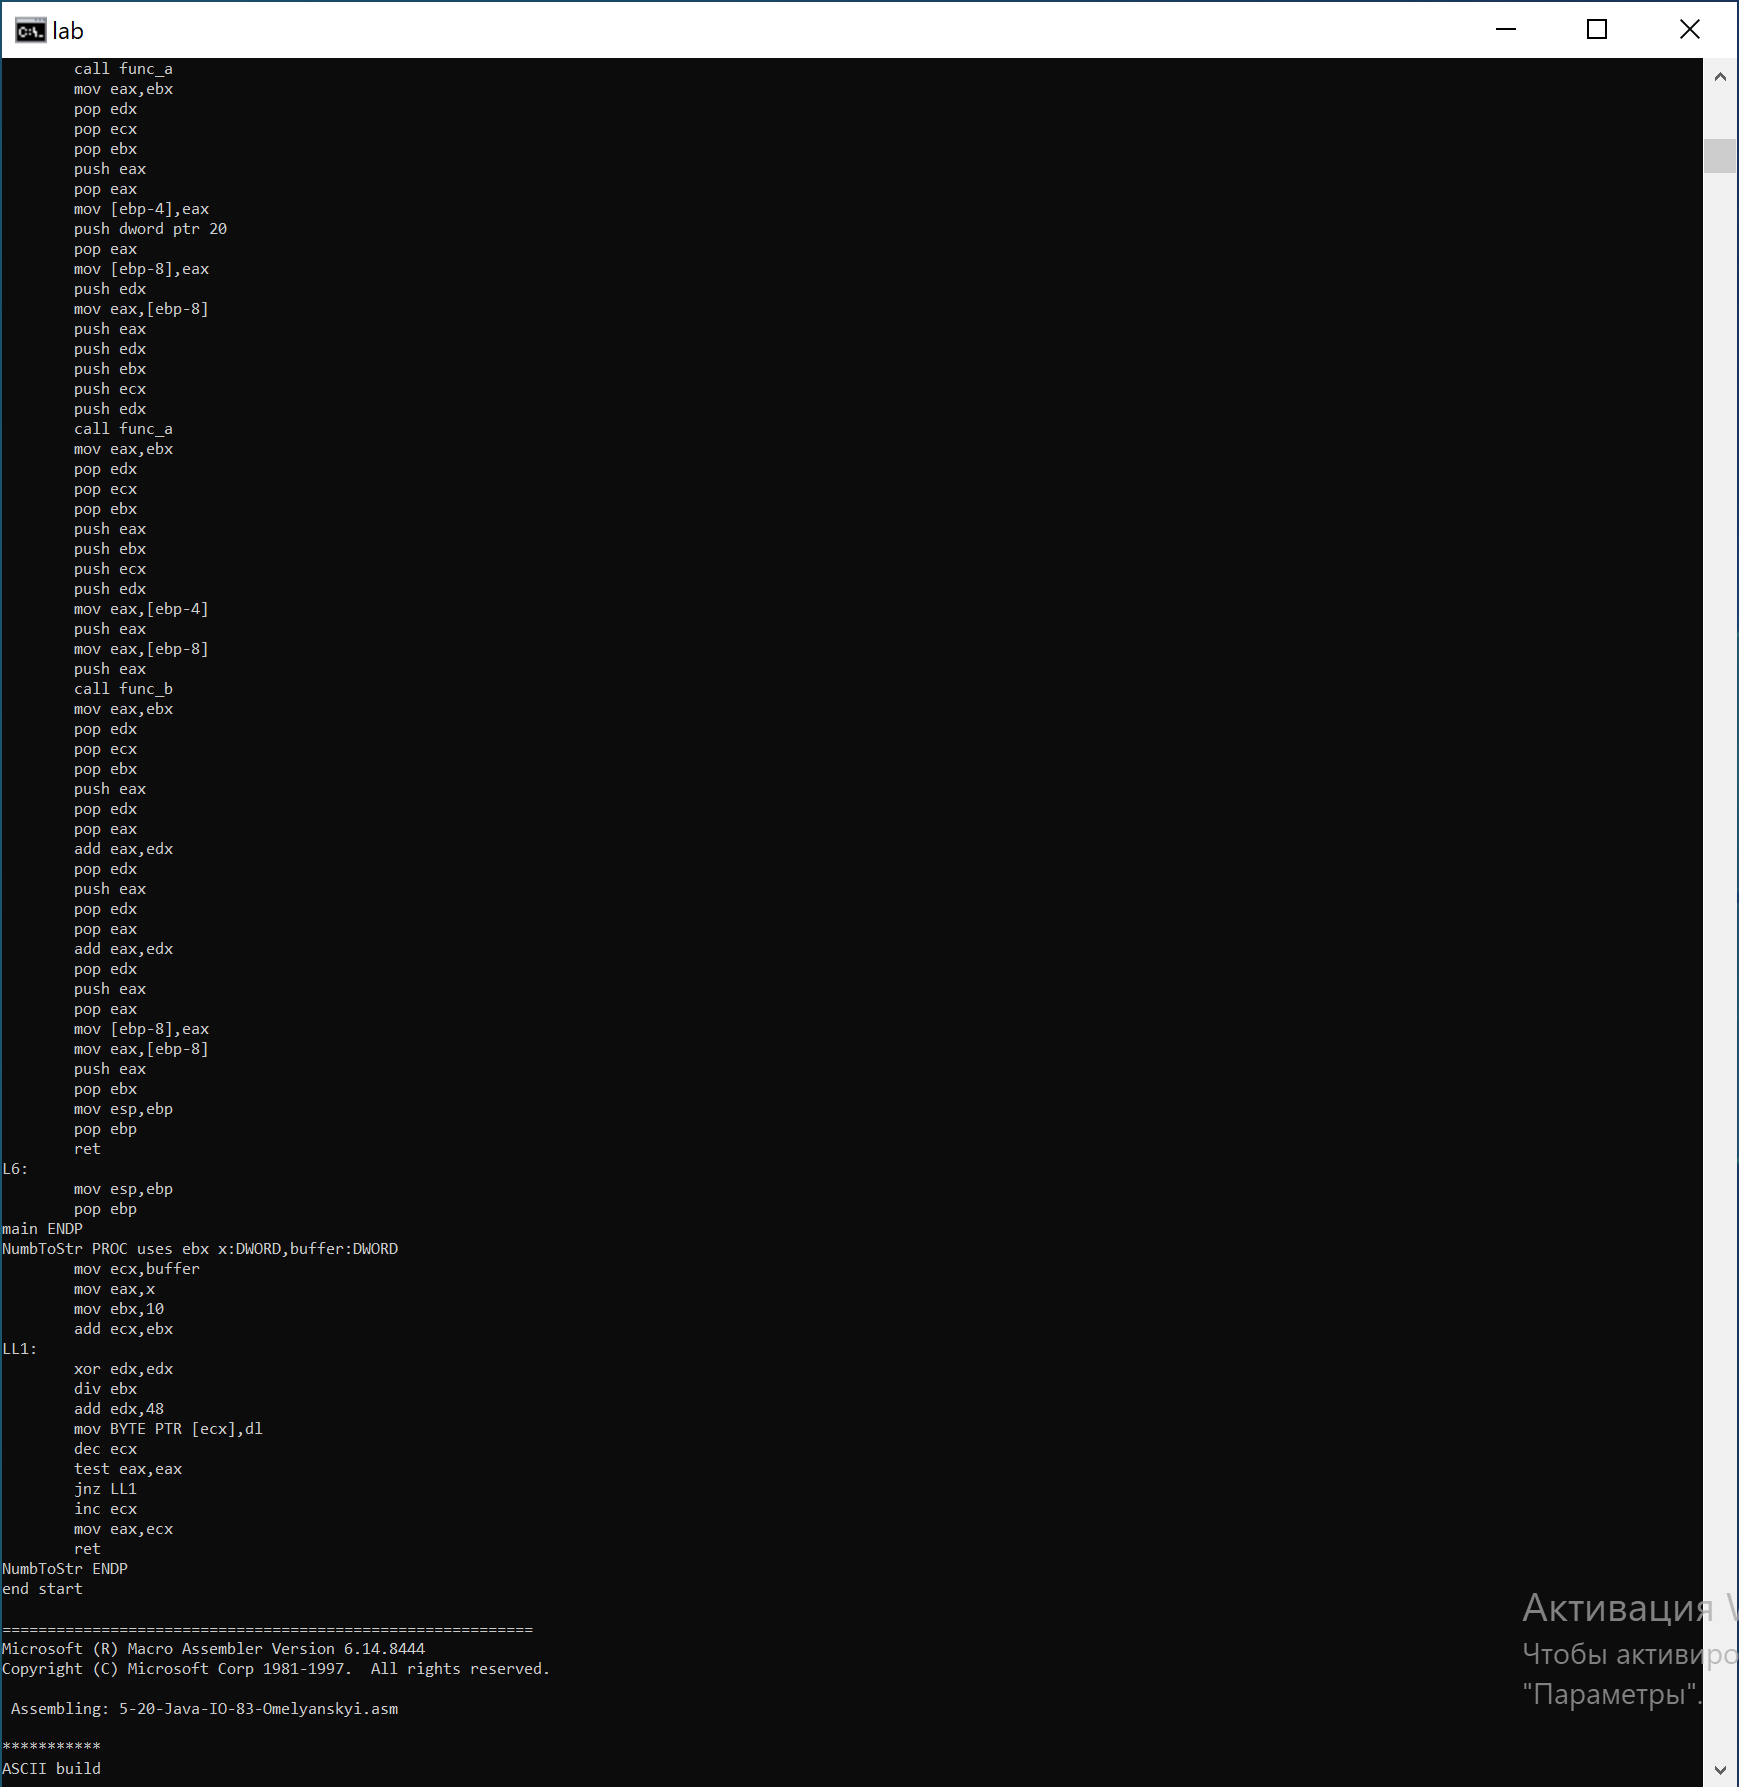 lab
call func_a
mov eax,ebx
pop edx
pop ecx
pop ebx
push eax
pop eax
mov [ebp-4],eax
push dword ptr 20
pop eax
mov [ebp-8],eax
push edx
mov eax,[ebp-8]
push eax
push edx
push ebx
push ecx
push edx
call func_a
mov eax,ebx
pop edx
pop ecx
pop ebx
push eax
push ebx
push ecx
push edx
mov eax,[ebp-4]
push eax
mov eax,[ebp-8]
push eax
call func_b
mov eax,ebx
pop edx
pop ecx
pop ebx
push eax
pop edx
pop eax
add eax,edx
pop edx
push eax
pop edx
pop eax
add eax,edx
pop edx
push eax
pop eax
mov [ebp-8],eax
mov eax,[ebp-8]
push eax
pop ebx
mov esp,ebp
pop ebp
ret
L6:
mov esp,ebp
pop ebp
main ENDP
NumbToStr PROC uses ebx x:DWORD,buffer:DWORD
mov ecx,buffer
mov eax,x
mov ebx,10
add ecx,ebx
LL1:
xor edx,edx
div ebx
add edx,48
mov BYTE PTR [ecx],dl
dec ecx
test eax,eax
jnz LL1
inc ecx
mov eax,ecx
ret
NumbToStr ENDP
end start
===========================================================
Microsoft (R) Macro Assembler Version 6.14.8444
Copyright (C) Microsoft Corp 1981-1997.  All rights reserved.
Assembling: 5-20-Java-IO-83-Omelyanskyi.asm
***********
ASCII build
Активация
Чтобы активиро
"Параметры".